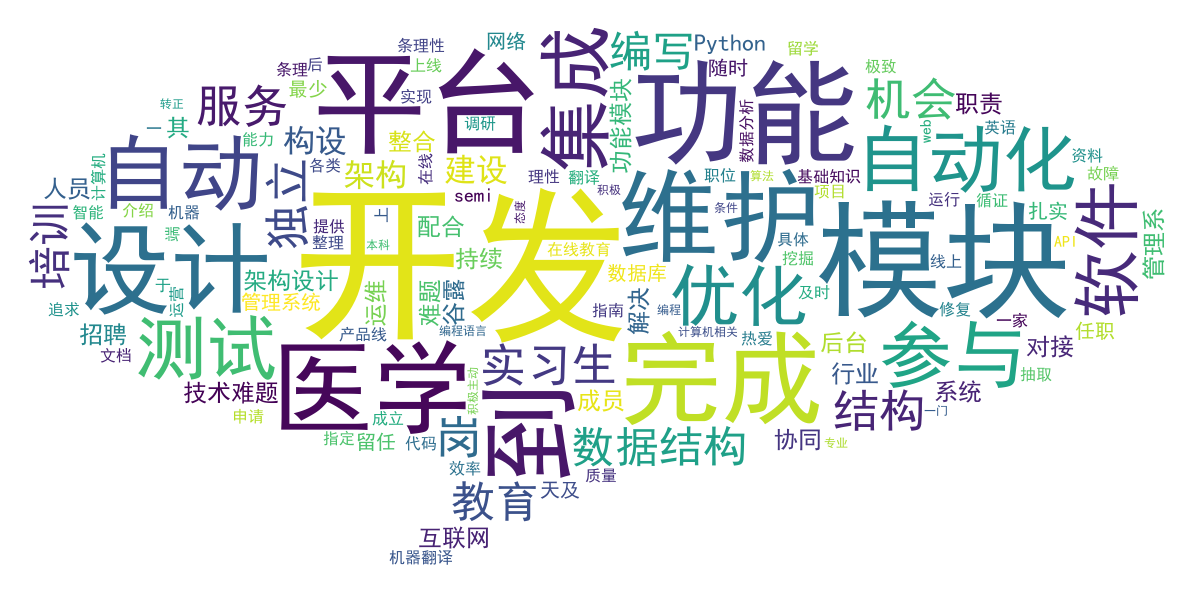 条理性
网络
集成
编写
Python
留学
条理
后
上线
平台
功能
随时
极致
转正
最少
服务
实现
功能模块
机会
职责
一
其
调研
数据分析
web
英语
自动
能力
构设
整合
在线
理性
翻译
自动化
资料
计算机
各类
架构
建设
职位
算法
基础知识
故障
人员
独立
semi
积极
维护
项目
运行
循证
智能
介绍
机器
提供
上
开发
态度
条件
模块
扎实
软件
管理系
培训
端
设计
整理
本科
配合
在线教育
具体
API
架构设计
持续
数据库
优化
挖掘
线上
于
运营
管理系统
运维
难题
谷露
指南
解决
及时
修复
一家
追求
招聘
产品线
编程语言
编程
计算机相关
热爱
后台
任职
文档
测试
医学
实习生
完成
行业
参与
对接
技术难题
积极主动
到
成员
结构
系统
抽取
申请
成立
一门
指定
留任
代码
岗
数据结构
协同
专业
效率
质量
教育
天及
互联网
机器翻译